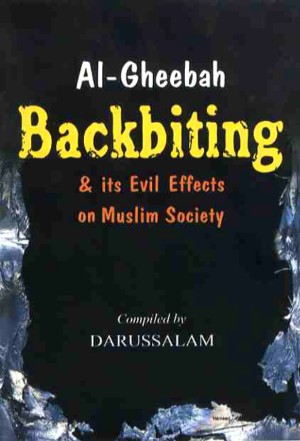 Al-Gheebah
Backbiting
& its Evil Effects
on Muslim Society
Compiled by
DARUSSALAM